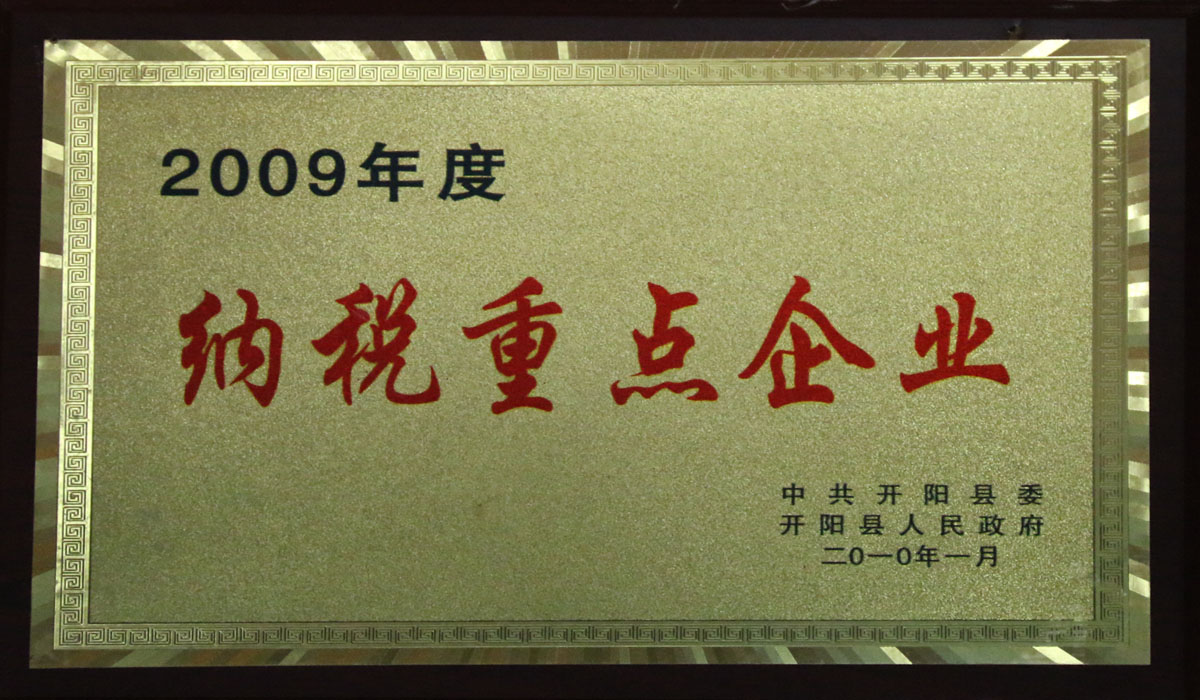 2009年度
纳税重点企业
中共开阳县委
开阳县人民政府
二0一0年一月